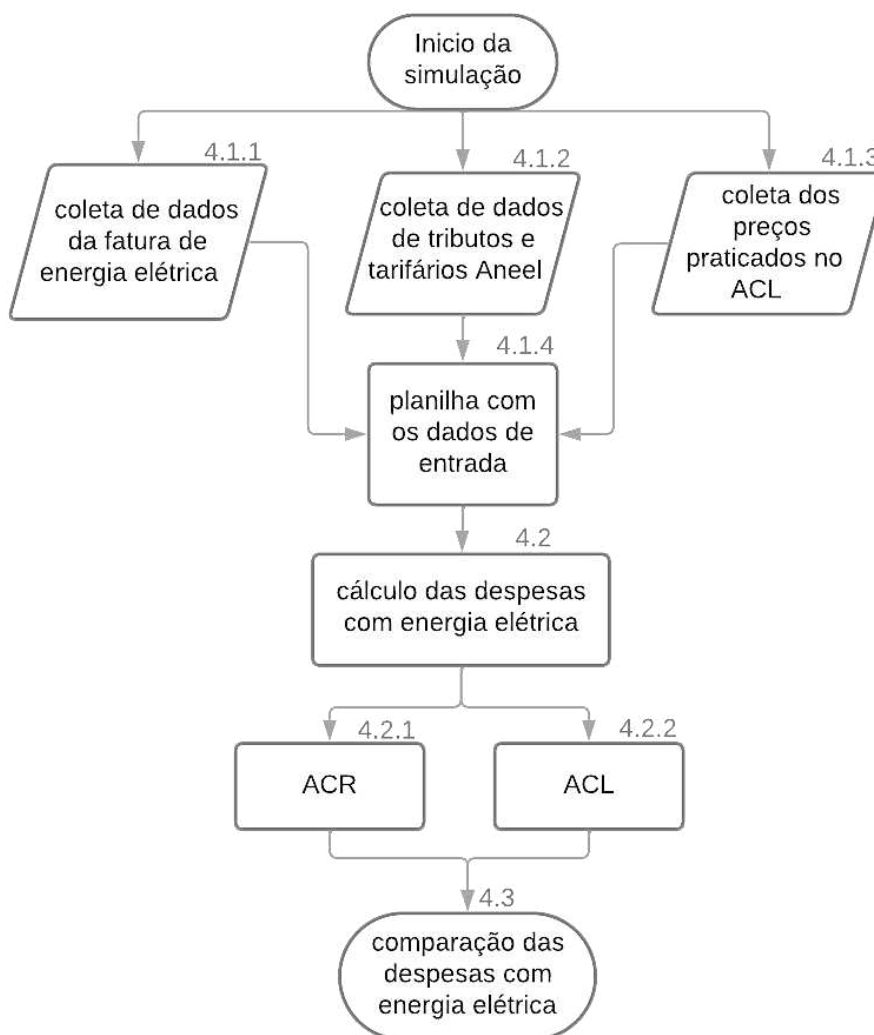 Inicio da
simulação
4.1.1
4.1.2
4.1.3
coleta de dados
da fatura de
energia elétrica
coleta de dados
de tributos e
tarifários Aneel
coleta dos
preços
praticados no
ACL
4.1.4
planilha com
os dados de
entrada
4.2
cálculo das despesas
com energia elétrica
4.2.1
4.2.2
ACR
ACL
4.3
comparação das
despesas com
energia elétrica